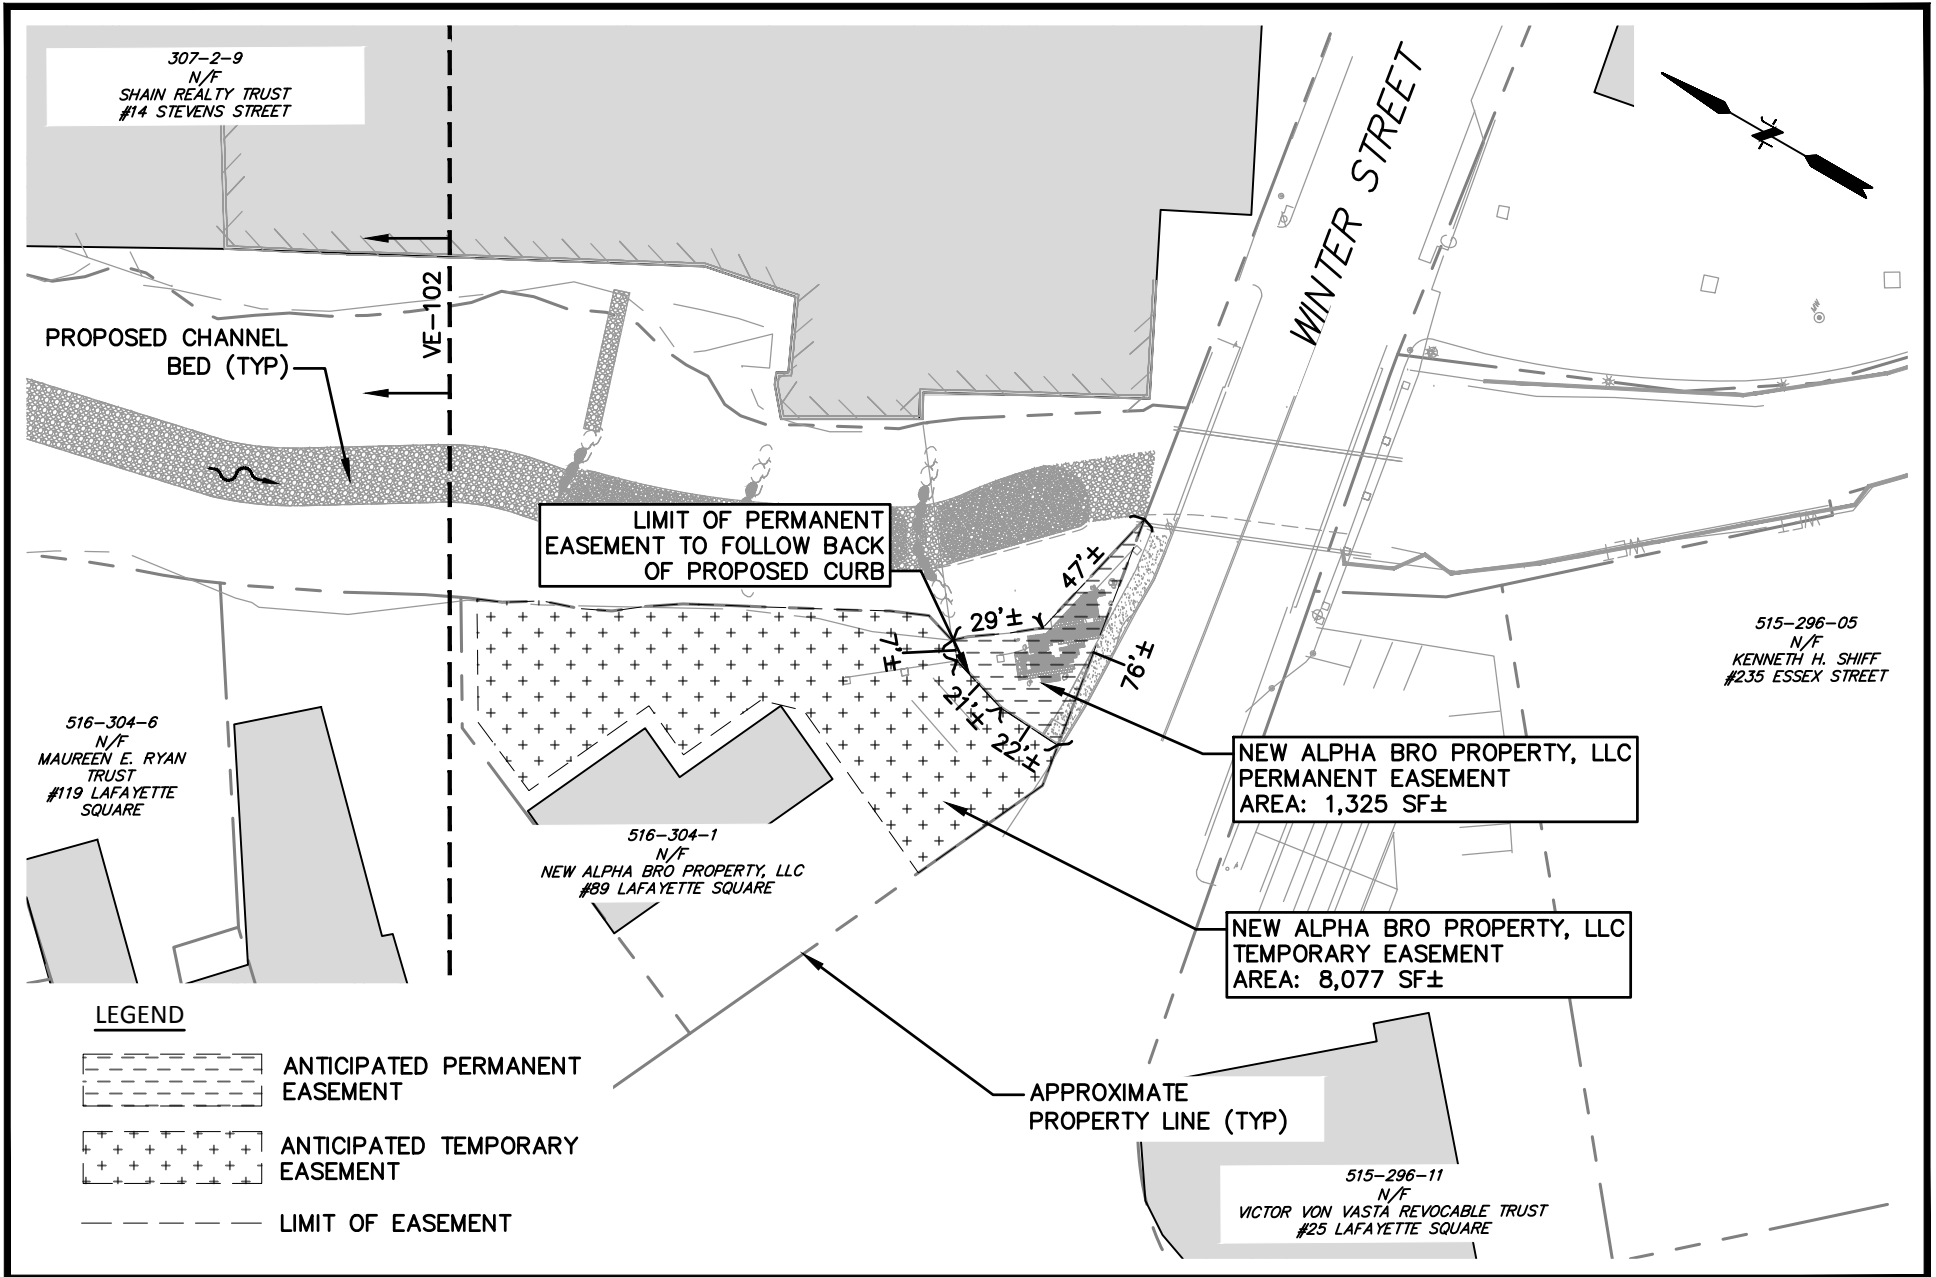 307-2-9
N/F
SHAIN REALTY TRUST
#14 STEVENS STREET
WINTER STREET
VE-102
PROPOSED CHANNEL
BED (TYP)
LIMIT OF PERMANENT
EASEMENT TO FOLLOW BACK
OF PROPOSED CURB
47'±
29'±
7'±
21'±
22'±
76'±
515-296-05
N/F
KENNETH H. SHIFF
#235 ESSEX STREET
516-304-6
N/F
MAUREEN E. RYAN
TRUST
#119 LAFAYETTE
SQUARE
NEW ALPHA BRO PROPERTY, LLC
PERMANENT EASEMENT
AREA: 1,325 SF±
516-304-1
N/F
NEW ALPHA BRO PROPERTY, LLC
#89 LAFAYETTE SQUARE
NEW ALPHA BRO PROPERTY, LLC
TEMPORARY EASEMENT
AREA: 8,077 SF±
LEGEND
ANTICIPATED PERMANENT
EASEMENT
ANTICIPATED TEMPORARY
EASEMENT
LIMIT OF EASEMENT
APPROXIMATE
PROPERTY LINE (TYP)
515-296-11
N/F
VICTOR VON VASTA REVOCABLE TRUST
#25 LAFAYETTE SQUARE